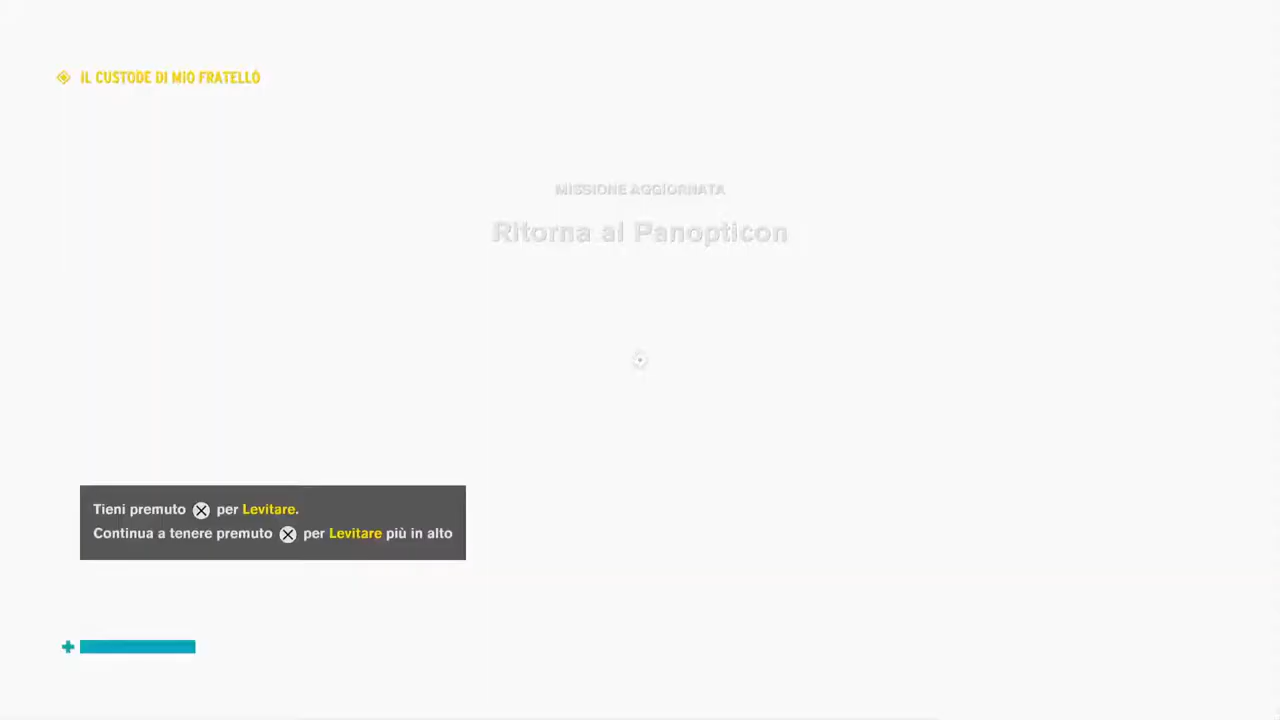 IL CUSTODE DI MIO FRATELLO
MISSIONE AGGIORNATA
Ritorna al Panopticon
Tieni premuto per Levitare.
Continua a tenere premuto per Levitare più in alto